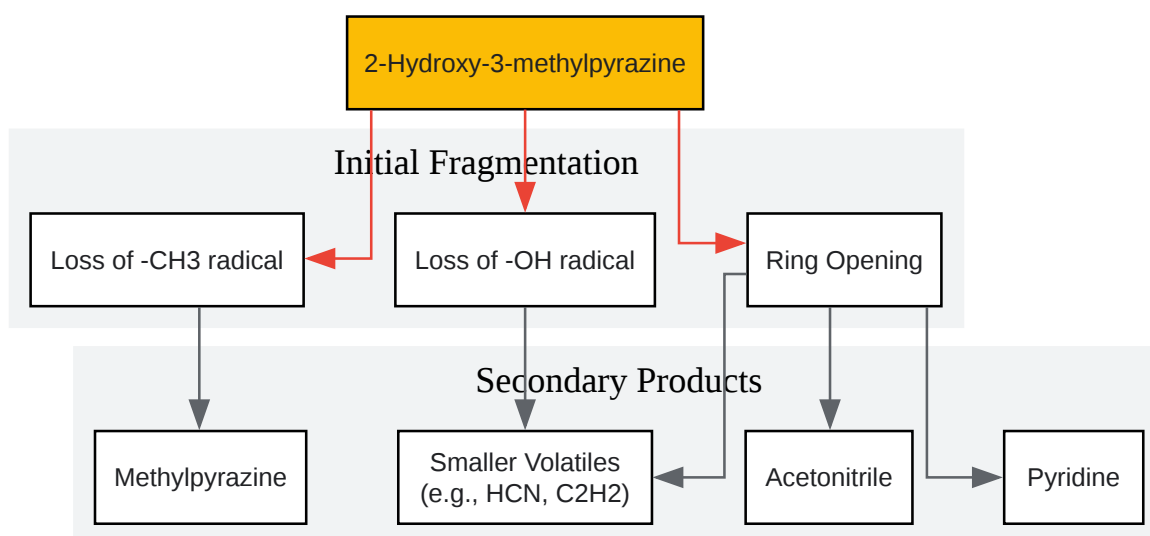 2-Hydroxy-3-methylpyrazine
Initial Fragmentation
Loss of -CH3 radical
Loss of -OH radical
Ring Opening
Secondary Products
Methylpyrazine
Smaller Volatiles
(e.g., HCN, C2H2)
Acetonitrile
Pyridine